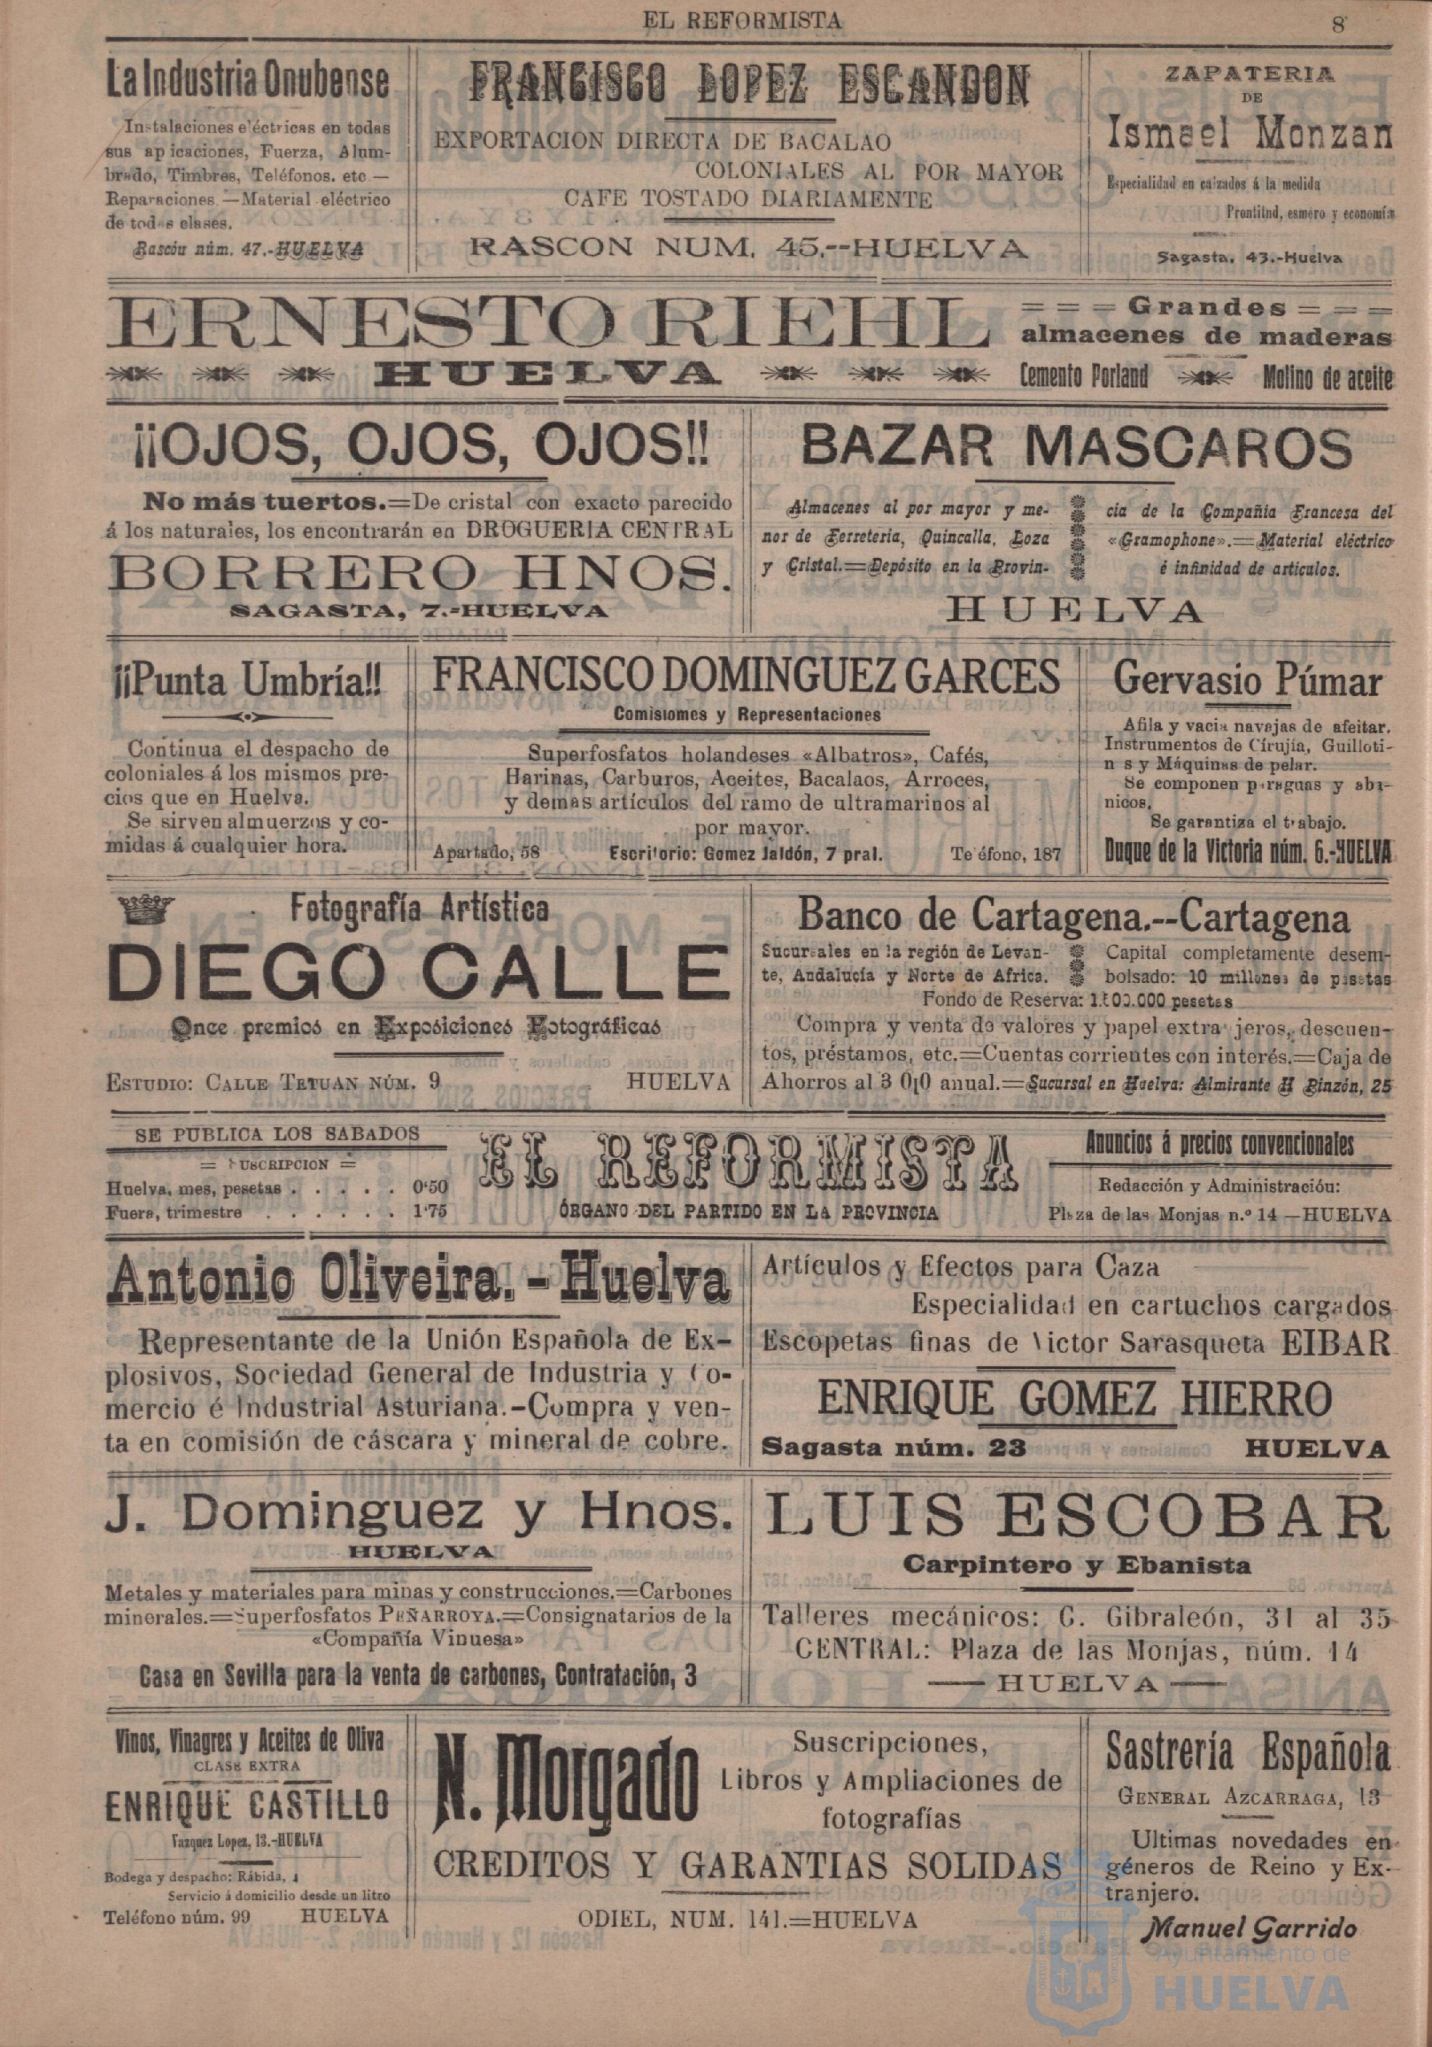 EL REFORMISTA
8
La Industria Onubense
Instalaciones eléctricas en todas
sus ap icaciones, Fuerza, Alum-
brado, Timbres, Teléfonos. etc —
Reparaciones.—Material eléctrico
de todas clases.
Rascón núm. 47.-HUELVA
FRANCISCO LOPEZ ESCANDON
EXPORTACION DIRECTA DE BACALAO
COLONIALES AL POR MAYOR
CAFE TOSTADO DIARIAMENTE
RASCON NUM. 45.--HUELVA
ZAPATERIA
DE
Ismael Monzan
Especialidad en calzados á la medida
Prontitud, esmero y economía
Sagasta, 43.-Huelva
ERNESTO RIEHL
HUELVA
= = = Grandes = = =
almacenes de maderas
Cemento Porland Molino de aceite
¡¡OJOS, OJOS, OJOS!!
No más tuertos.=De cristal con exacto parecido
á los naturales, los encontrarán en DROGUERIA CENTRAL
BORRERO HNOS.
SAGASTA, 7.-HUELVA
BAZAR MASCAROS
Almacenes al por mayor y me-
nor de Ferretería, Quincalla, Loza
y Cristal.=Depósito en la Provin-
cia de la Compañia Francesa del
«Gramophone».=Material eléctrico
é infinidad de articulos.
HUELVA
¡¡Punta Umbría!!
Continua el despacho de
coloniales á los mismos pre-
cios que en Huelva.
Se sirven almuerzos y co-
midas á cualquier hora.
FRANCISCO DOMINGUEZ GARCES
Comisiomes y Representaciones
Superfosfatos holandeses «Albatros», Cafés,
Harinas, Carburos, Aceites, Bacalaos, Arroces,
y demás artículos del ramo de ultramarinos al
por mayor.
Apartado, 58 Escritorio: Gomez Jaldón, 7 pral. Te éfono, 187
Gervasio Púmar
Afila y vacia navajas de afeitar.
Instrumentos de Cirujía, Guilloti-
n s y Máquinas de pelar.
Se componen paraguas y aba-
nicos.
Se garantiza el trabajo.
Duque de la Victoria núm. 6.-HUELVA
Fotografía Artística
DIEGO CALLE
Once premios en Exposiciones Fotográficas
ESTUDIO: CALLE TETUAN NÚM. 9 HUELVA
Banco de Cartagena.--Cartagena
Sucursales en la región de Levan-
te, Andalucía y Norte de Africa.
Capital completamente desem-
bolsado: 10 millones de pesetas
Fondo de Reserva: 1.800.000 pesetas
Compra y venta de valores y papel extra jeros, descuen-
tos, préstamos, etc.=Cuentas corrientes con interés.=Caja de
Ahorros al 3 0¡0 anual.=Sucursal en Huelva: Almirante H Pinzón, 25
SE PUBLICA LOS SABADOS
= SUSCRIPCION =
Huelva, mes, pesetas . . . . . 0'50
Fuera, trimestre . . . . . . 1'75
EL REFORMISTA
ÓRGANO DEL PARTIDO EN LA PROVINCIA
Anuncios á precios convencionales
Redacción y Administración:
Plaza de las Monjas n.º 14 —HUELVA
Antonio Oliveira.-Huelva
Representante de la Unión Española de Ex-
plosivos, Sociedad General de Industria y Co-
mercio é Industrial Asturiana.-Compra y ven-
ta en comisión de cáscara y mineral de cobre.
Artículos y Efectos para Caza
Especialidad en cartuchos cargados
Escopetas finas de Victor Sarasqueta EIBAR
ENRIQUE GOMEZ HIERRO
Sagasta núm. 23 HUELVA
J. Dominguez y Hnos.
HUELVA
Metales y materiales para minas y construcciones.=Carbones
minerales.=Superfosfatos PEÑARROYA.=Consignatarios de la
«Compañía Vinuesa»
Casa en Sevilla para la venta de carbones, Contratación, 3
LUIS ESCOBAR
Carpintero y Ebanista
Talleres mecánicos: C. Gibraleón, 31 al 35
CENTRAL: Plaza de las Monjas, núm. 14
— HUELVA —
Vinos, Vinagres y Aceites de Oliva
CLASE EXTRA
ENRIQUE CASTILLO
Vazquez Lopez, 13.-HUELVA
Bodega y despacho: Rábida, 4
Servicio á domicilio desde un litro
Teléfono núm. 99 HUELVA
N. Morgado
Suscripciones,
Libros y Ampliaciones de
fotografías
CREDITOS Y GARANTIAS SOLIDAS
ODIEL, NUM. 141.=HUELVA
Sastrería Española
GENERAL AZCARRAGA, 13
Ultimas novedades en
géneros de Reino y Ex-
tranjero.
Manuel Garrido
Ayuntamiento de
HUELVA